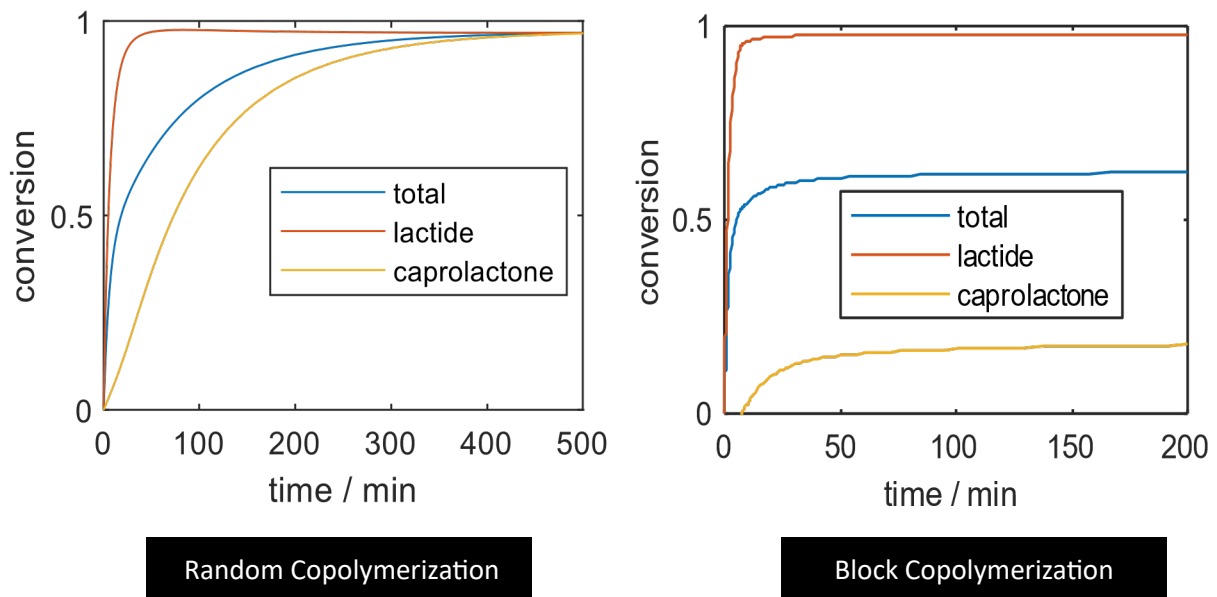 1
0.5
0
conversion
total
lactide
caprolactone
0 100 200 300 400 500
time / min
Random Copolymerization
1
0.5
0
conversion
total
lactide
caprolactone
0 50 100 150 200
time / min
Block Copolymerization